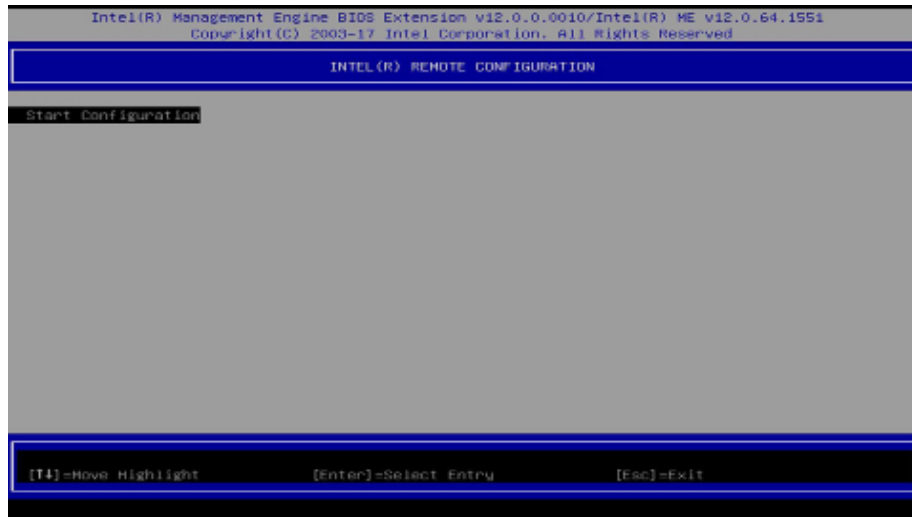 Intel(R) Management Engine BIOS Extension v12.0.0.0010/Intel(R) ME v12.0.64.1551
Copyright(C) 2003-17 Intel Corporation. All Rights Reserved
INTEL(R) REMOTE CONFIGURATION
Start Configuration
[↑↓]=Move Highlight [Enter]=Select Entry [Esc]=Exit